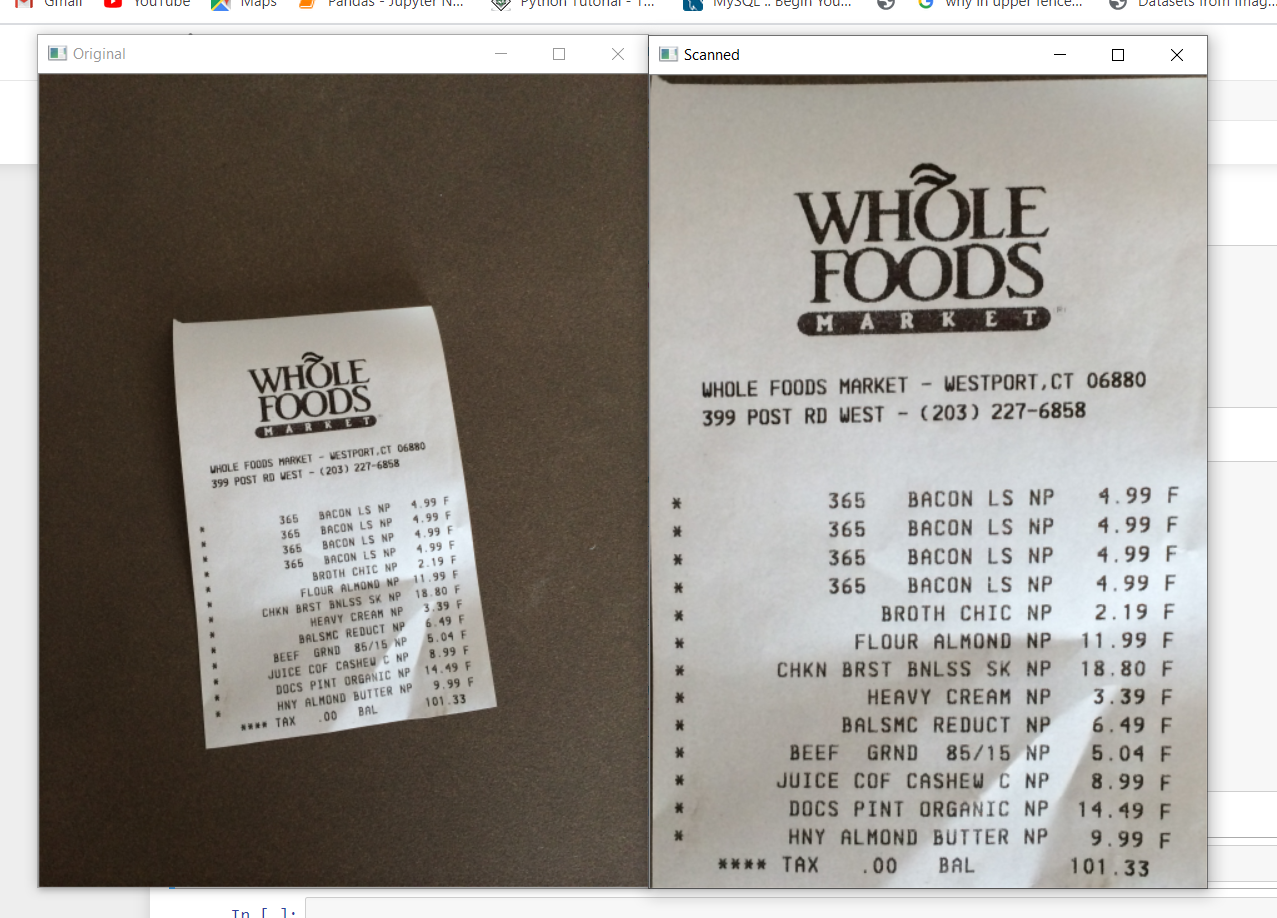 Gmail YouTube Maps Pandas - Jupyter N... Python Tutorial - 1... MySQL .. Begin You... why in upper fence... Datasets from imag...
Original
WHOLE
FOODS
MARKET
WHOLE FOODS MARKET - WESTPORT,CT 06880
399 POST RD WEST - (203) 227-6858
* 365 BACON LS NP 4.99 F
* 365 BACON LS NP 4.99 F
* 365 BACON LS NP 4.99 F
* 365 BACON LS NP 4.99 F
* BROTH CHIC NP 2.19 F
* FLOUR ALMOND NP 11.99 F
* CHKN BRST BNLSS SK NP 18.80 F
* HEAVY CREAM NP 3.39 F
* BALSMC REDUCT NP 6.49 F
* BEEF GRND 85/15 NP 5.04 F
* JUICE COF CASHEW C NP 8.99 F
* DOCS PINT ORGANIC NP 14.49 F
* HNY ALMOND BUTTER NP 9.99 F
**** TAX .00 BAL 101.33
Scanned
WHOLE
FOODS
MARKET
WHOLE FOODS MARKET - WESTPORT,CT 06880
399 POST RD WEST - (203) 227-6858
* 365 BACON LS NP 4.99 F
* 365 BACON LS NP 4.99 F
* 365 BACON LS NP 4.99 F
* 365 BACON LS NP 4.99 F
* BROTH CHIC NP 2.19 F
* FLOUR ALMOND NP 11.99 F
* CHKN BRST BNLSS SK NP 18.80 F
* HEAVY CREAM NP 3.39 F
* BALSMC REDUCT NP 6.49 F
* BEEF GRND 85/15 NP 5.04 F
* JUICE COF CASHEW C NP 8.99 F
* DOCS PINT ORGANIC NP 14.49 F
* HNY ALMOND BUTTER NP 9.99 F
**** TAX .00 BAL 101.33
In [ ]: